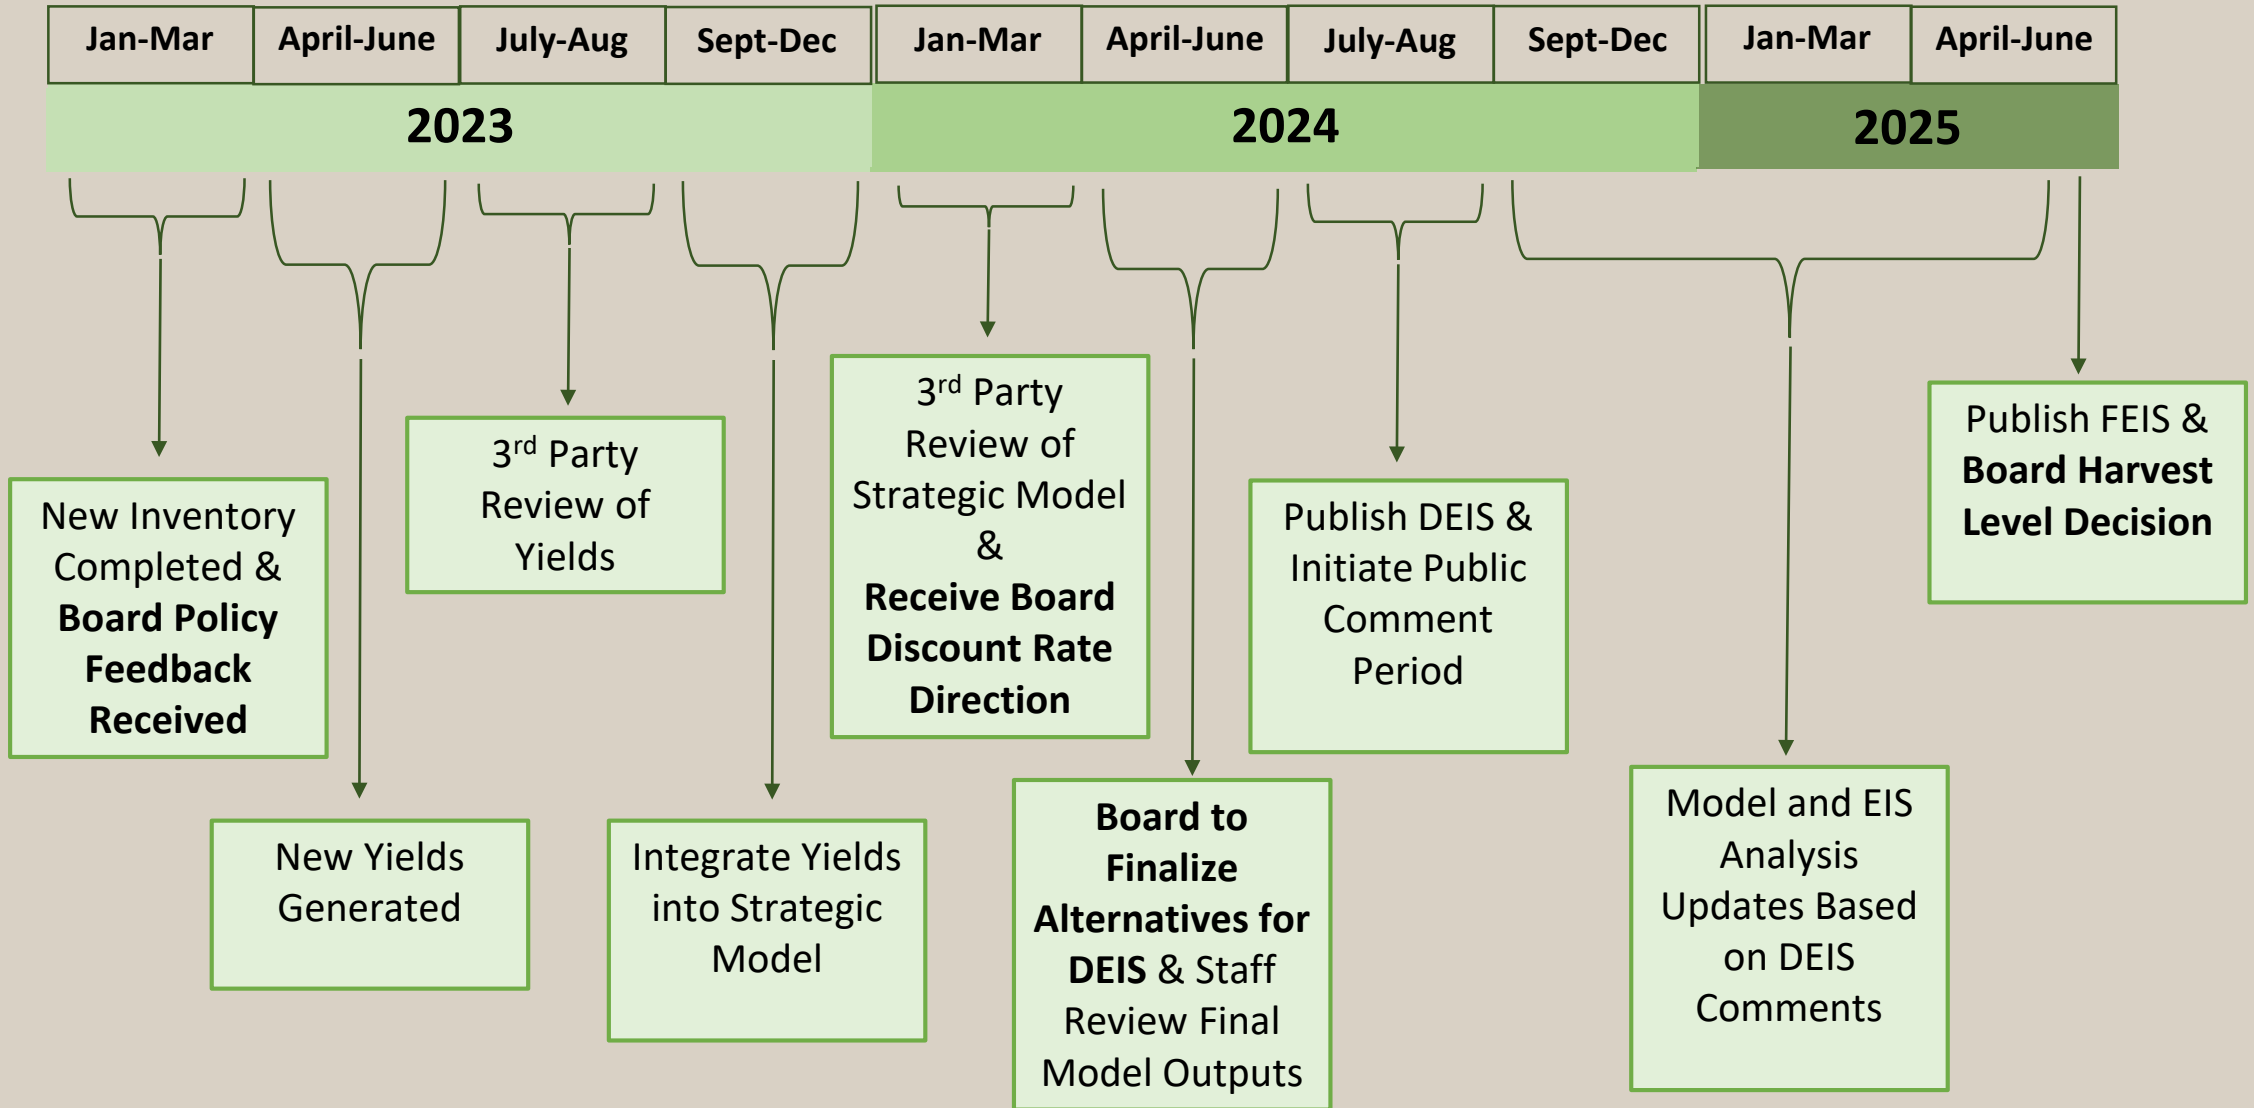 Jan-Mar
April-June
July-Aug
Sept-Dec
Jan-Mar
April-June
July-Aug
Sept-Dec
Jan-Mar
April-June
2023
2024
2025
New Inventory
Completed &
Board Policy
Feedback
Received
New Yields
Generated
3rd Party
Review of
Yields
Integrate Yields
into Strategic
Model
3rd Party
Review of
Strategic Model
&
Receive Board
Discount Rate
Direction
Board to
Finalize
Alternatives for
DEIS & Staff
Review Final
Model Outputs
Publish DEIS &
Initiate Public
Comment
Period
Model and EIS
Analysis
Updates Based
on DEIS
Comments
Publish FEIS &
Board Harvest
Level Decision